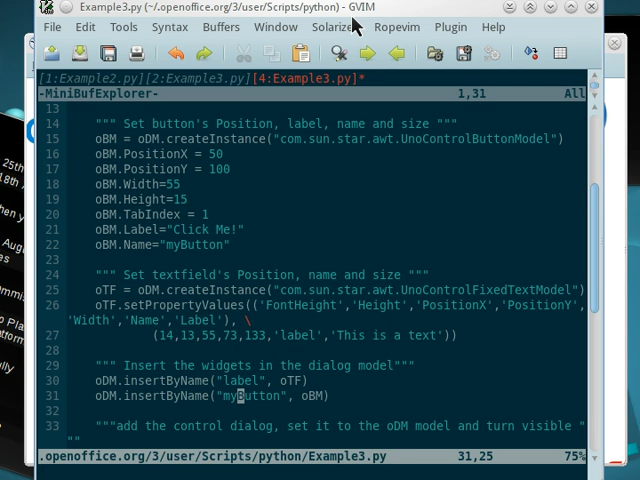 Example3.py (~/.openoffice.org/3/user/Scripts/python) - GVIM
File Edit Tools Syntax Buffers Window Solarize Ropevim Plugin Help
[1:Example2.py][2:Example3.py][4:Example3.py]*
-MiniBufExplorer- 1,31 All
13
14 """ Set button's Position, label, name and size """
15 oBM = oDM.createInstance("com.sun.star.awt.UnoControlButtonModel")
16 oBM.PositionX = 50
17 oBM.PositionY = 100
18 oBM.Width=55
19 oBM.Height=15
20 oBM.TabIndex = 1
21 oBM.Label="Click Me!"
22 oBM.Name="myButton"
23
24 """ Set textfield's Position, name and size """
25 oTF = oDM.createInstance("com.sun.star.awt.UnoControlFixedTextModel")
26 oTF.setPropertyValues(('FontHeight','Height','PositionX','PositionY',
'Width','Name','Label'), \
27 (14,13,55,73,133,'label','This is a text'))
28
29 """ Insert the widgets in the dialog model"""
30 oDM.insertByName("label", oTF)
31 oDM.insertByName("myButton", oBM)
32
33 """add the control dialog, set it to the oDM model and turn visible "
""
.openoffice.org/3/user/Scripts/python/Example3.py 31,25 75%
25th
18th
August